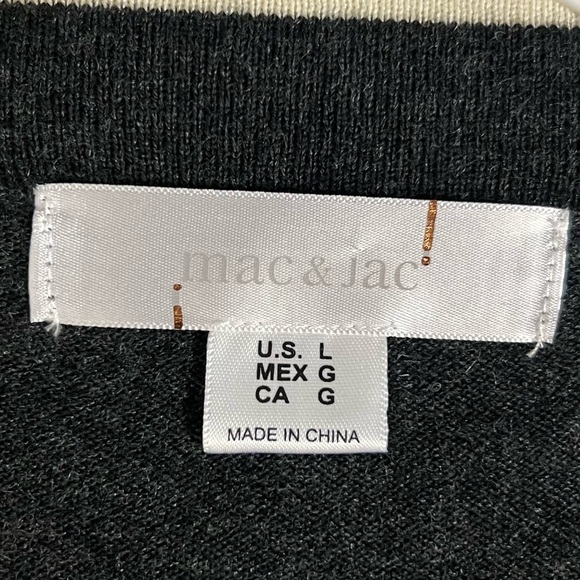 mac & Jac
U.S. L
MEX G
CA G
MADE IN CHINA